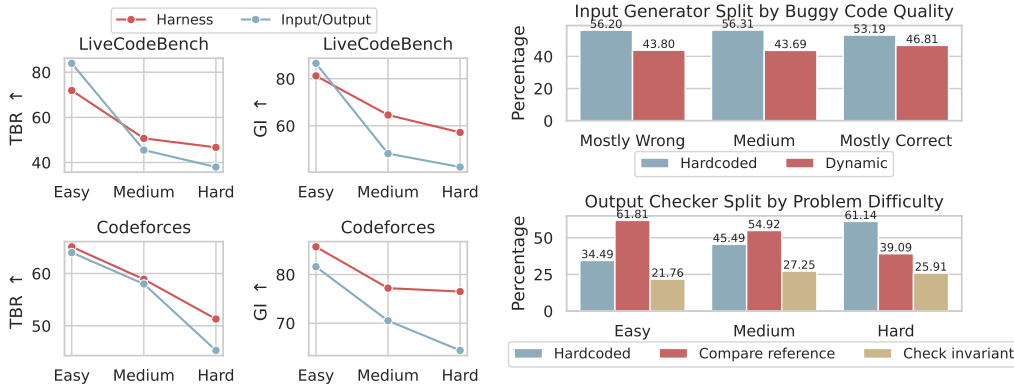 Harness
Input/Output
LiveCodeBench
TBR ↑
80
60
40
Easy Medium Hard
LiveCodeBench
GI ↑
80
60
Easy Medium Hard
Codeforces
TBR ↑
60
50
Easy Medium Hard
Codeforces
GI ↑
80
70
Easy Medium Hard
Input Generator Split by Buggy Code Quality
Percentage
40
20
0
56.20 43.80 56.31 43.69 53.19 46.81
Mostly Wrong Medium Mostly Correct
Hardcoded Dynamic
Output Checker Split by Problem Difficulty
Percentage
50
25
0
34.49 61.81 21.76 45.49 54.92 27.25 61.14 39.09 25.91
Easy Medium Hard
Hardcoded Compare reference Check invariant